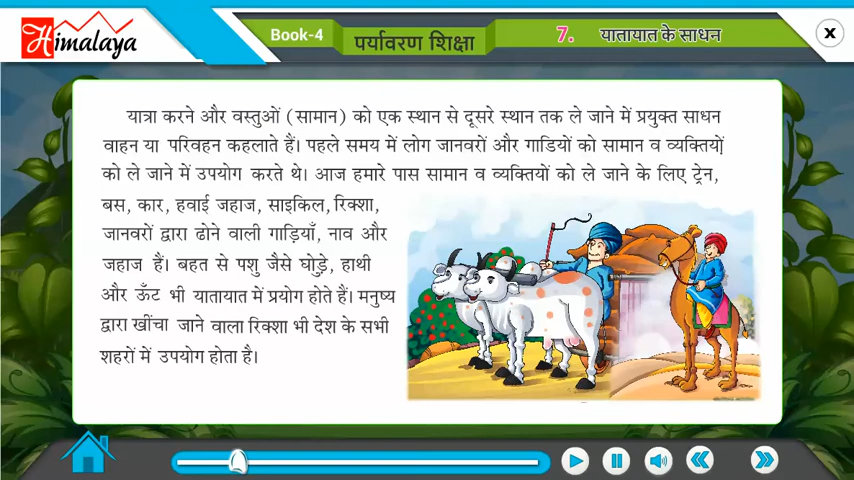 Himalaya
Book-4
पर्यावरण शिक्षा
7. यातायात के साधन
X
यात्रा करने और वस्तुओं (सामान) को एक स्थान से दूसरे स्थान तक ले जाने में प्रयुक्त साधन
वाहन या परिवहन कहलाते हैं। पहले समय में लोग जानवरों और गाडियों को सामान व व्यक्तियों
को ले जाने में उपयोग करते थे। आज हमारे पास सामान व व्यक्तियों को ले जाने के लिए ट्रेन,
बस, कार, हवाई जहाज, साइकिल, रिक्शा,
जानवरों द्वारा ढोने वाली गाड़ियाँ, नाव और
जहाज हैं। बहत से पशु जैसे घोड़े, हाथी
और ऊँट भी यातायात में प्रयोग होते हैं। मनुष्य
द्वारा खींचा जाने वाला रिक्शा भी देश के सभी
शहरों में उपयोग होता है।